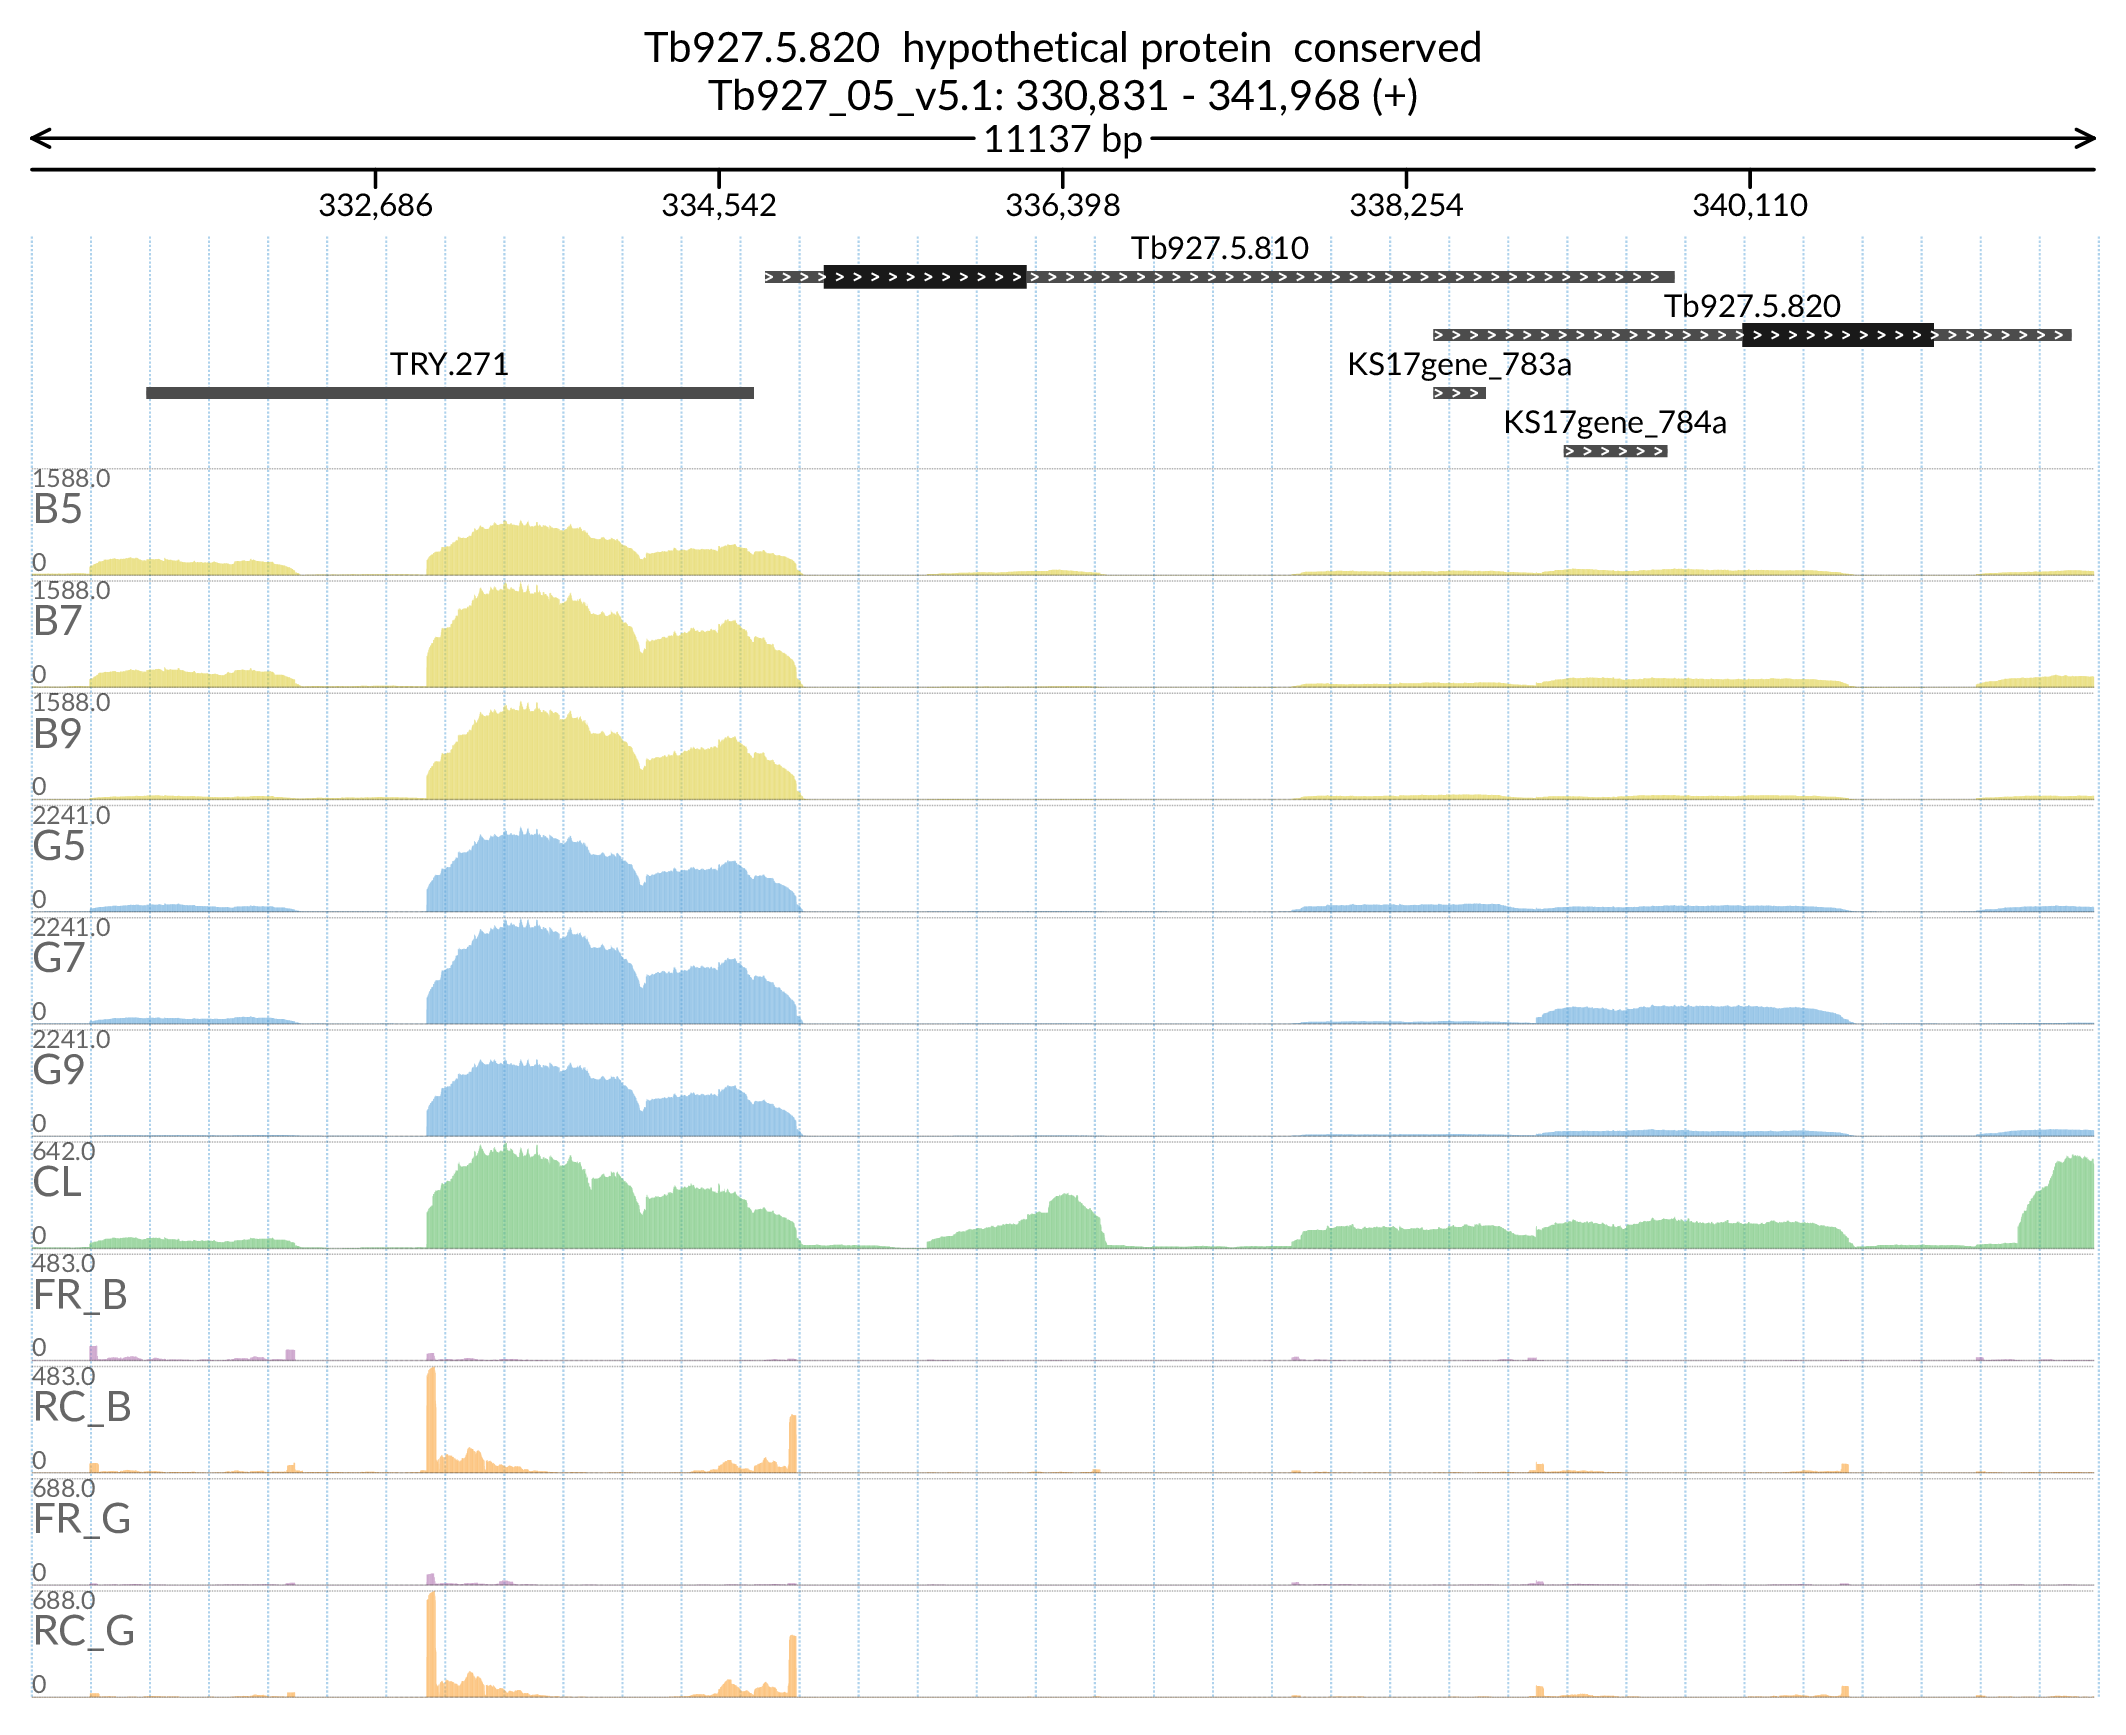 Tb927.5.820 hypothetical protein conserved
Tb927_05_v5.1: 330,831 - 341,968 (+)
11137 bp
332,686 334,542 336,398 338,254 340,110
Tb927.5.810
Tb927.5.820
TRY.271 KS17gene_783a
KS17gene_784a
1588.0
B5
0
1588.0
B7
0
1588.0
B9
0
2241.0
G5
0
2241.0
G7
0
2241.0
G9
0
642.0
CL
0
483.0
FR_B
0
483.0
RC_B
0
688.0
FR_G
0
688.0
RC_G
0